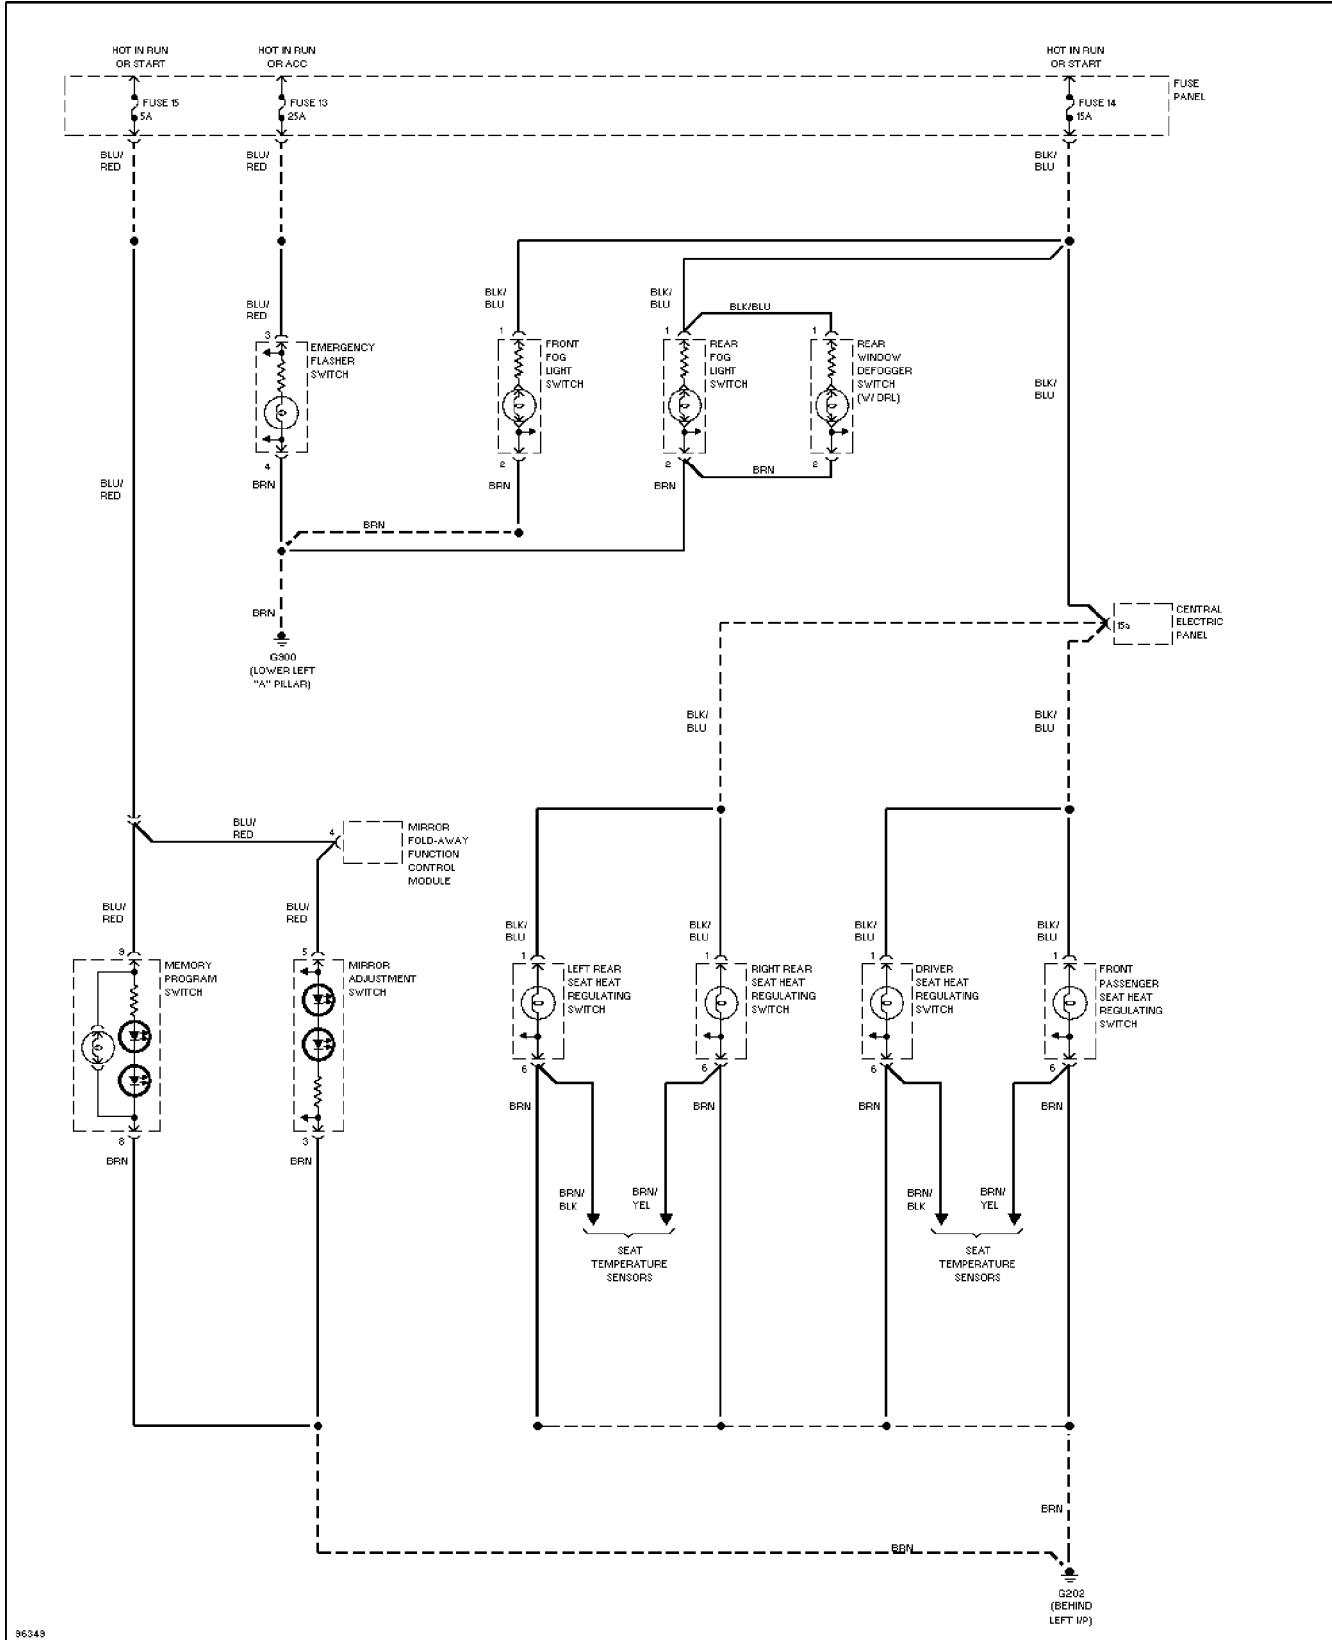 HOT IN RUN
OR START
HOT IN RUN
OR ACC
HOT IN RUN
OR START
FUSE 15
5A
FUSE 13
25A
FUSE 14
15A
FUSE
PANEL
BLU/
RED
BLU/
RED
BLK/
BLU
BLU/
RED
BLK/
BLU
BLK/
BLU
BLK/BLU
3
EMERGENCY
FLASHER
SWITCH
1
FRONT
FOG
LIGHT
SWITCH
1
REAR
FOG
LIGHT
SWITCH
1
REAR
WINDOW
DEFOGGER
SWITCH
(W/ DRL)
BLK/
BLU
4
2
2
2
BRN
BRN
BRN
BRN
BLU/
RED
BRN
BRN
G300
(LOWER LEFT
"A" PILLAR)
15a
CENTRAL
ELECTRIC
PANEL
BLK/
BLU
BLK/
BLU
BLU/
RED
4
MIRROR
FOLD-AWAY
FUNCTION
CONTROL
MODULE
BLU/
RED
BLU/
RED
BLK/
BLU
BLK/
BLU
BLK/
BLU
BLK/
BLU
9
MEMORY
PROGRAM
SWITCH
5
MIRROR
ADJUSTMENT
SWITCH
1
LEFT REAR
SEAT HEAT
REGULATING
SWITCH
1
RIGHT REAR
SEAT HEAT
REGULATING
SWITCH
1
DRIVER
SEAT HEAT
REGULATING
SWITCH
1
FRONT
PASSENGER
SEAT HEAT
REGULATING
SWITCH
6
6
6
6
BRN
BRN
BRN
BRN
8
3
BRN
BRN
BRN/
BLK
BRN/
YEL
BRN/
BLK
BRN/
YEL
SEAT
TEMPERATURE
SENSORS
SEAT
TEMPERATURE
SENSORS
BRN
BRN
G202
(BEHIND
LEFT I/P)
96349